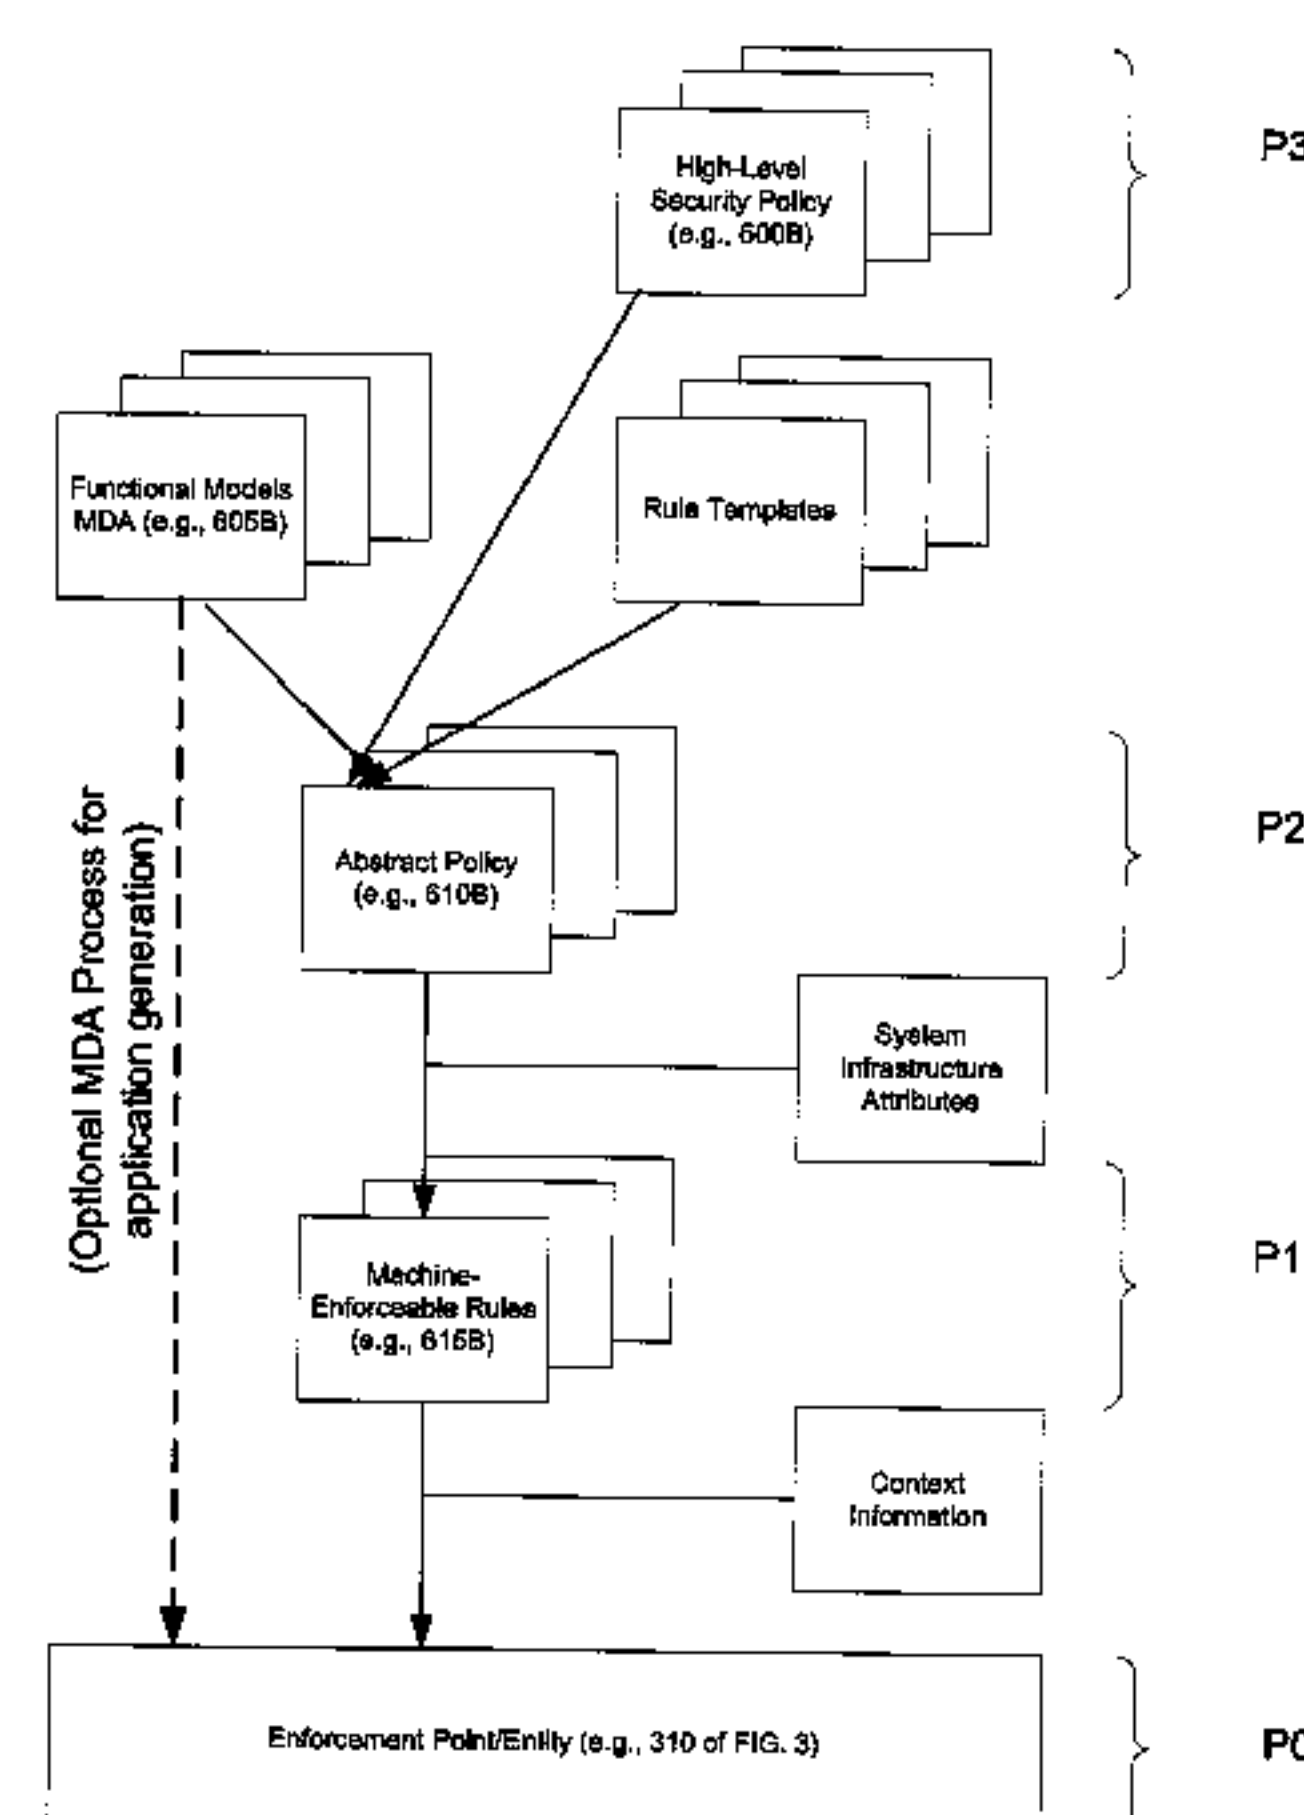 High-Level
Security Policy
(e.g., 600B)
P3
Functional Models
MDA (e.g., 605B)
Rule Templates
(Optional MDA Process for
application generation)
Abstract Policy
(e.g., 610B)
P2
System
Infrastructure
Attributes
Machine-
Enforceable Rules
(e.g., 615B)
P1
Context
Information
Enforcement Point/Entity (e.g., 310 of FIG. 3)
P0